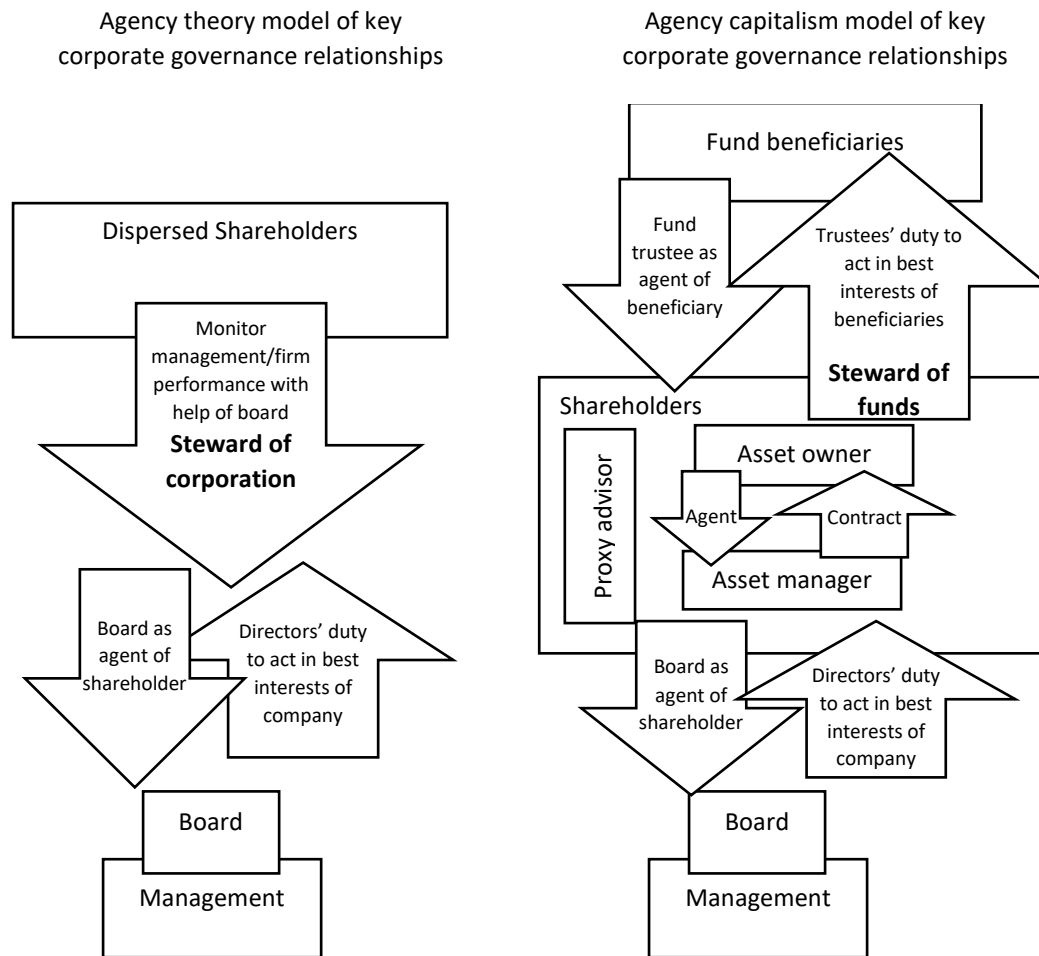 Agency theory model of key
corporate governance relationships
Dispersed Shareholders
Monitor
management/firm
performance with
help of board
Steward of
corporation
Board as
agent of
shareholder
Directors’ duty
to act in best
interests of
company
Board
Management
Agency capitalism model of key
corporate governance relationships
Fund beneficiaries
Fund
trustee as
agent of
beneficiary
Trustees’ duty to
act in best
interests of
beneficiaries
Steward of
funds
Shareholders
Proxy advisor
Asset owner
Agent
Contract
Asset manager
Board as
agent of
shareholder
Directors’ duty
to act in best
interests of
company
Board
Management